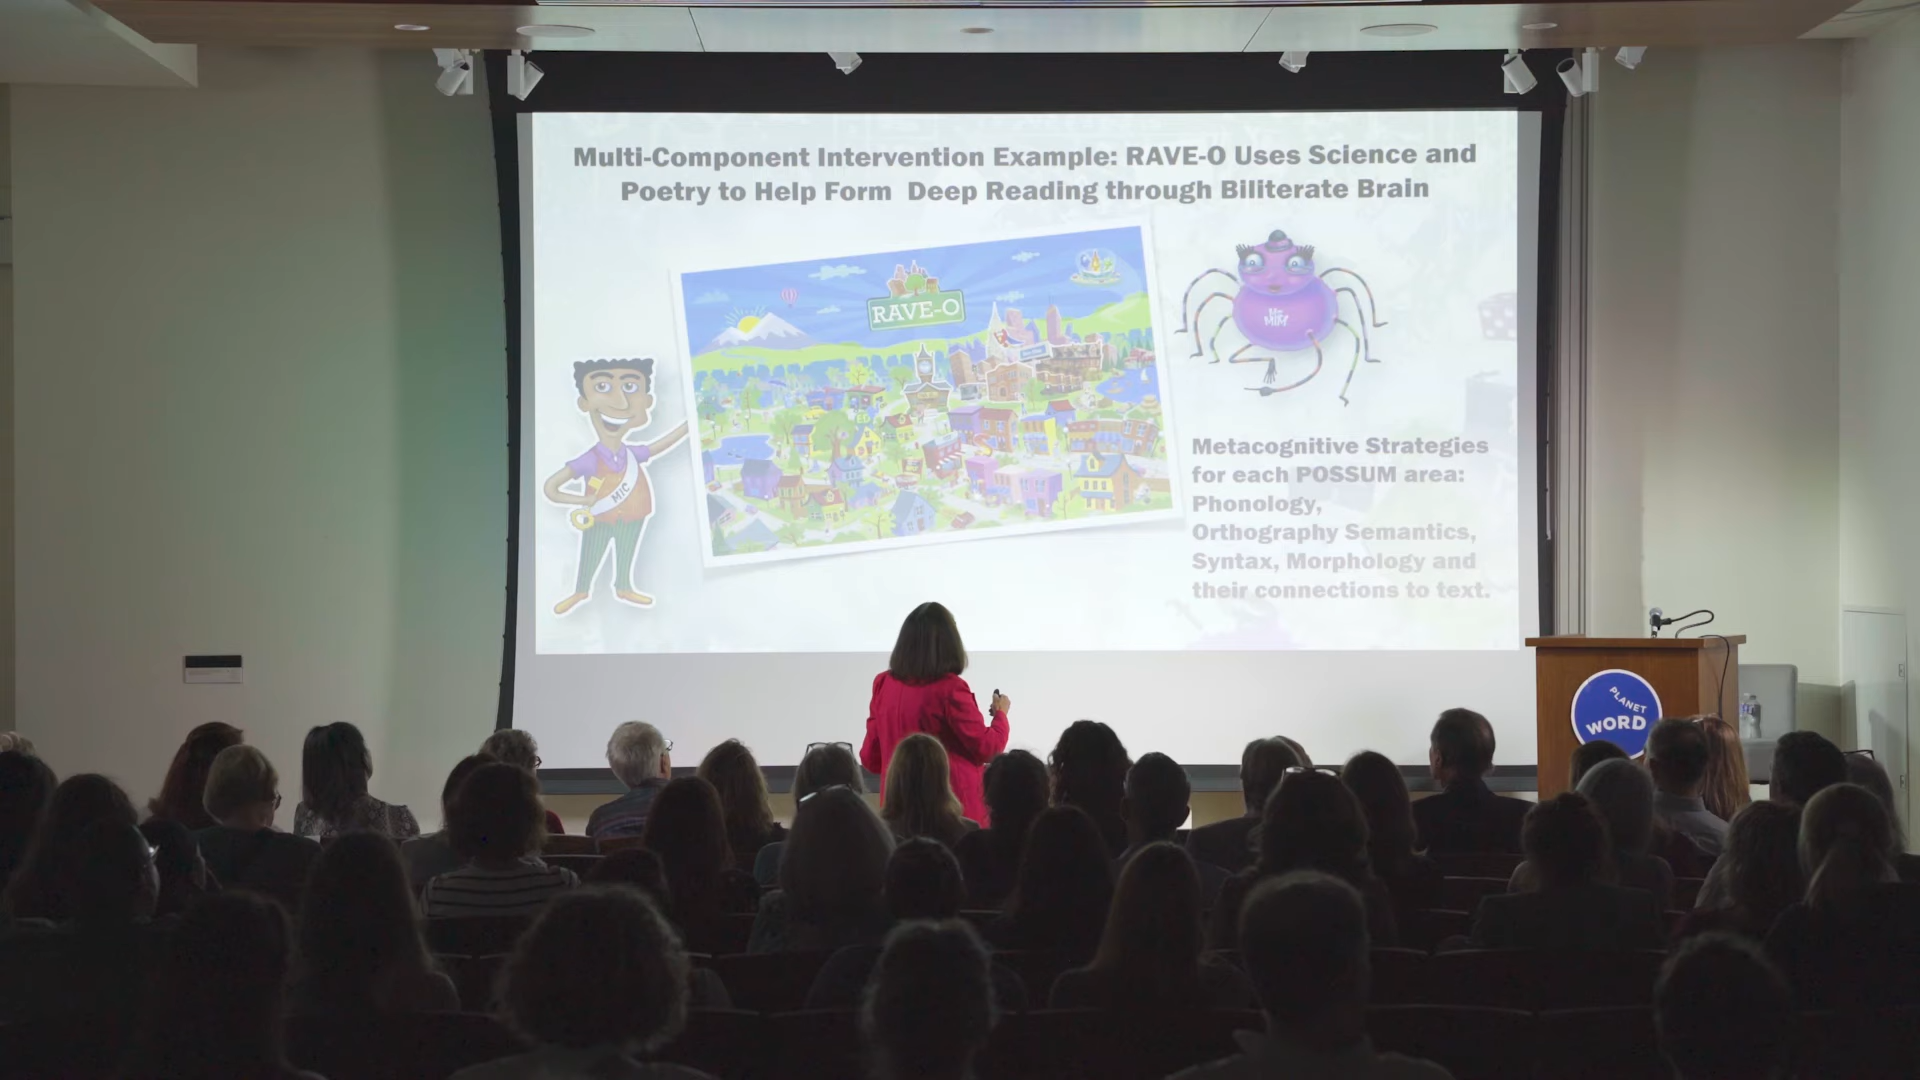 Multi-Component Intervention Example: RAVE-O Uses Science and
Poetry to Help Form Deep Reading through Biliterate Brain
RAVE-O
MIC
Metacognitive Strategies
for each POSSUM area:
Phonology,
Orthography Semantics,
Syntax, Morphology and
their connections to text.
PLANET
WORD